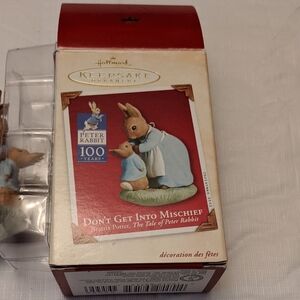 Hallmark
KEEPSAKE
ORNAMENT
PETER
RABBIT
100
YEARS
DON'T GET INTO MISCHIEF
Beatrix Potter, The Tale of Peter Rabbit
décoration des fêtes